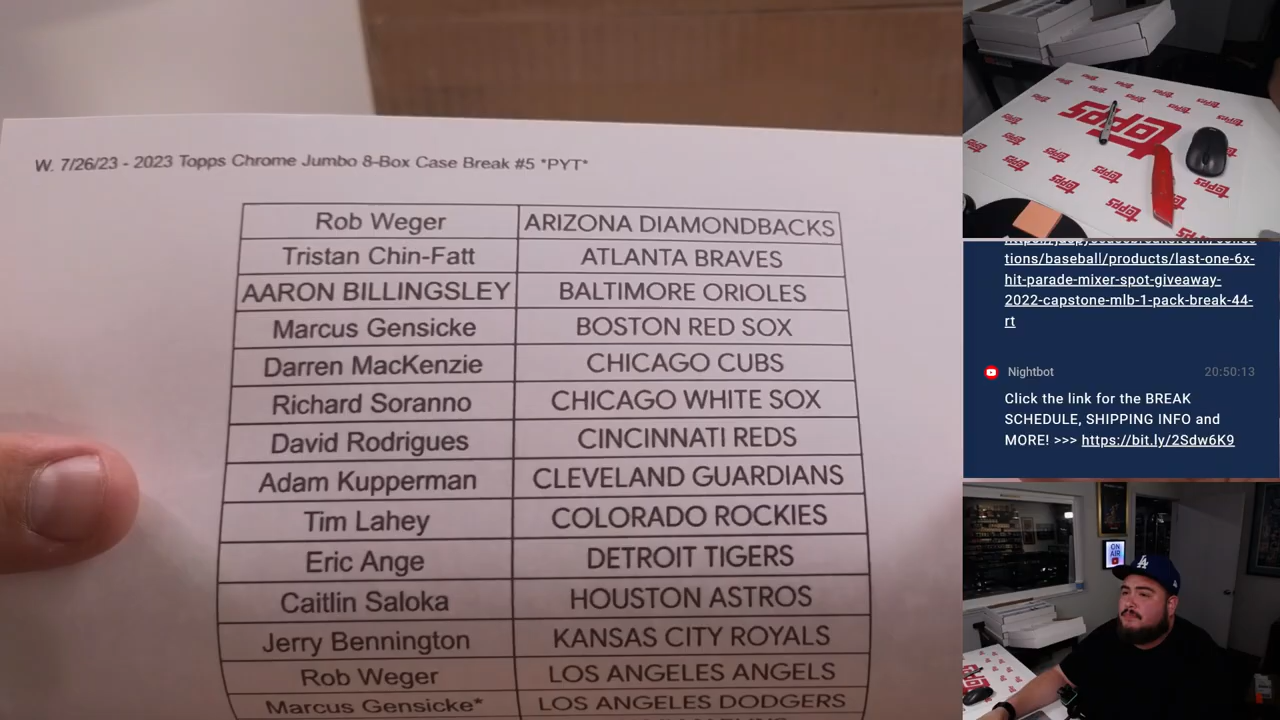 W. 7/26/23 - 2023 Topps Chrome Jumbo 8-Box Case Break #5 *PYT*
Rob Weger ARIZONA DIAMONDBACKS
Tristan Chin-Fatt ATLANTA BRAVES
AARON BILLINGSLEY BALTIMORE ORIOLES
Marcus Gensicke BOSTON RED SOX
Darren MacKenzie CHICAGO CUBS
Richard Soranno CHICAGO WHITE SOX
David Rodrigues CINCINNATI REDS
Adam Kupperman CLEVELAND GUARDIANS
Tim Lahey COLORADO ROCKIES
Eric Ange DETROIT TIGERS
Caitlin Saloka HOUSTON ASTROS
Jerry Bennington KANSAS CITY ROYALS
Rob Weger LOS ANGELES ANGELS
Marcus Gensicke* LOS ANGELES DODGERS
topps
tions/baseball/products/last-one-6x-
hit-parade-mixer-spot-giveaway-
2022-capstone-mlb-1-pack-break-44-
rt
Nightbot 20:50:13
Click the link for the BREAK
SCHEDULE, SHIPPING INFO and
MORE! >>> https://bit.ly/2Sdw6K9
ON
AIR
LA